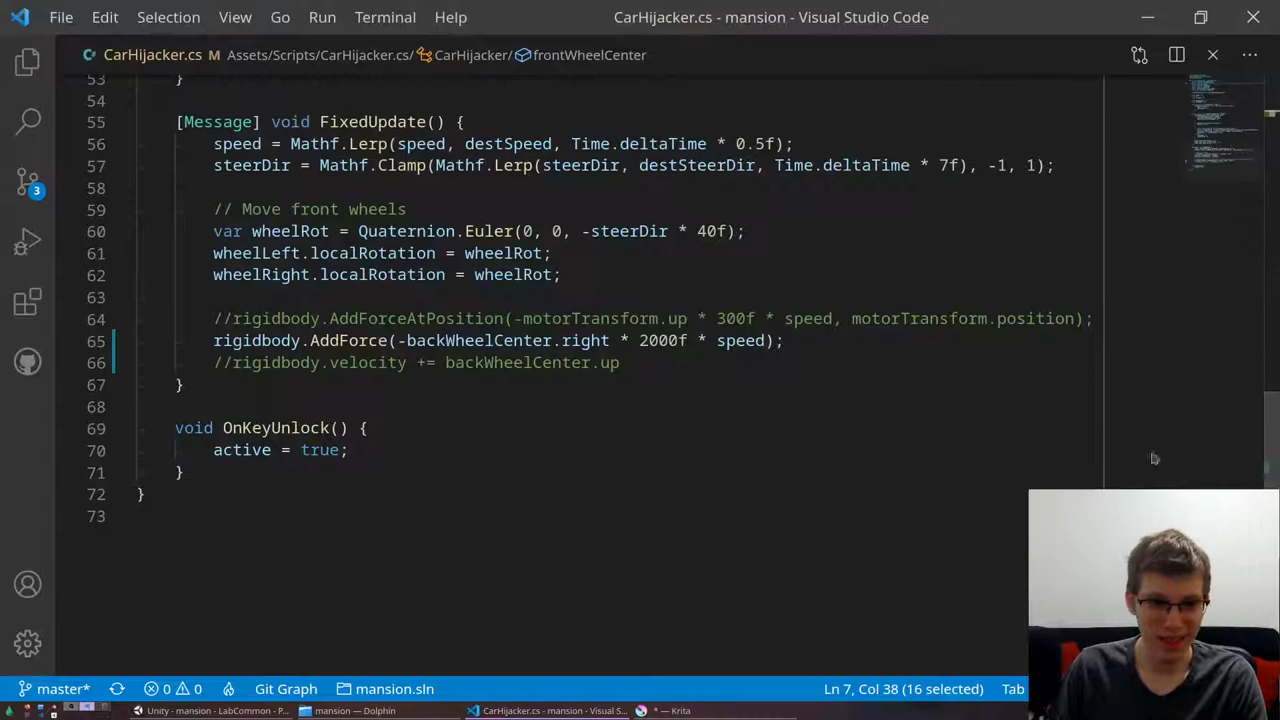 File Edit Selection View Go Run Terminal Help CarHijacker.cs - mansion - Visual Studio Code
CarHijacker.cs M Assets/Scripts/CarHijacker.cs/ CarHijacker/ frontWheelCenter
53 }
54
55 [Message] void FixedUpdate() {
56 speed = Mathf.Lerp(speed, destSpeed, Time.deltaTime * 0.5f);
57 steerDir = Mathf.Clamp(Mathf.Lerp(steerDir, destSteerDir, Time.deltaTime * 7f), -1, 1);
58
59 // Move front wheels
60 var wheelRot = Quaternion.Euler(0, 0, -steerDir * 40f);
61 wheelLeft.localRotation = wheelRot;
62 wheelRight.localRotation = wheelRot;
63
64 //rigidbody.AddForceAtPosition(-motorTransform.up * 300f * speed, motorTransform.position);
65 rigidbody.AddForce(-backWheelCenter.right * 2000f * speed);
66 //rigidbody.velocity += backWheelCenter.up
67 }
68
69 void OnKeyUnlock() {
70 active = true;
71 }
72 }
73
3
master* 0 0 Git Graph mansion.sln Ln 7, Col 38 (16 selected) Tab
Unity - mansion - LabCommon - P... mansion — Dolphin CarHijacker.cs - mansion - Visual S... * — Krita